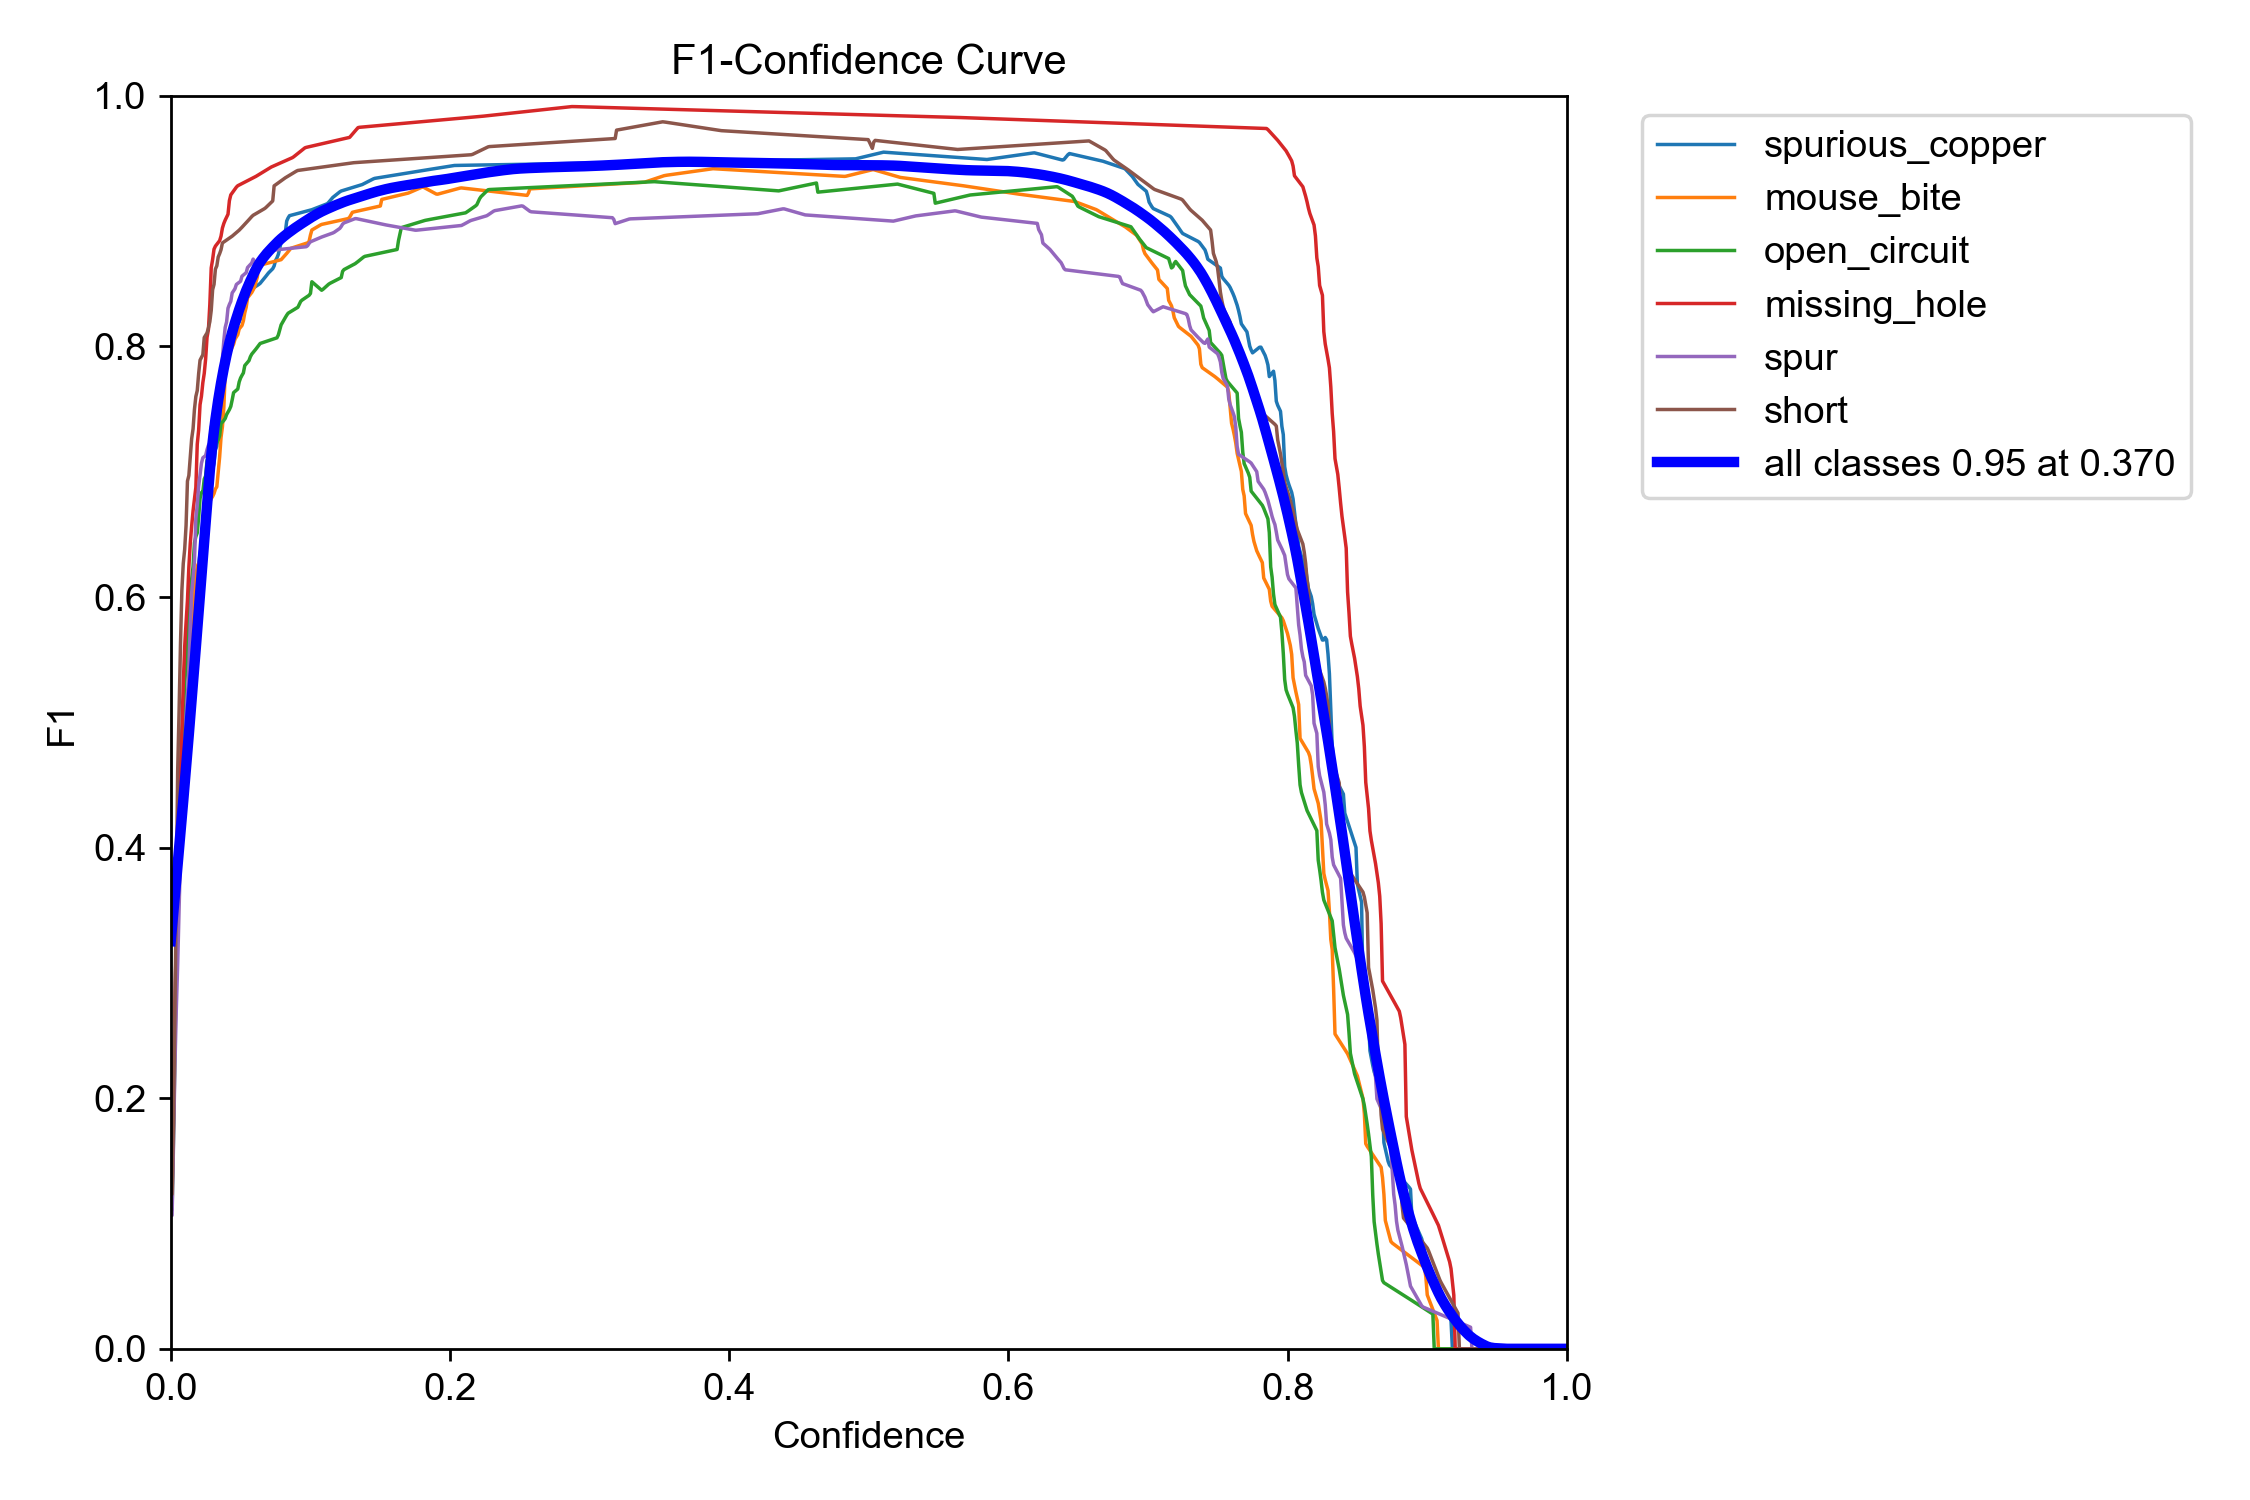 F1-Confidence Curve
1.0
0.8
0.6
0.4
0.2
0.0
F1
0.0 0.2 0.4 0.6 0.8 1.0
Confidence
spurious_copper
mouse_bite
open_circuit
missing_hole
spur
short
all classes 0.95 at 0.370